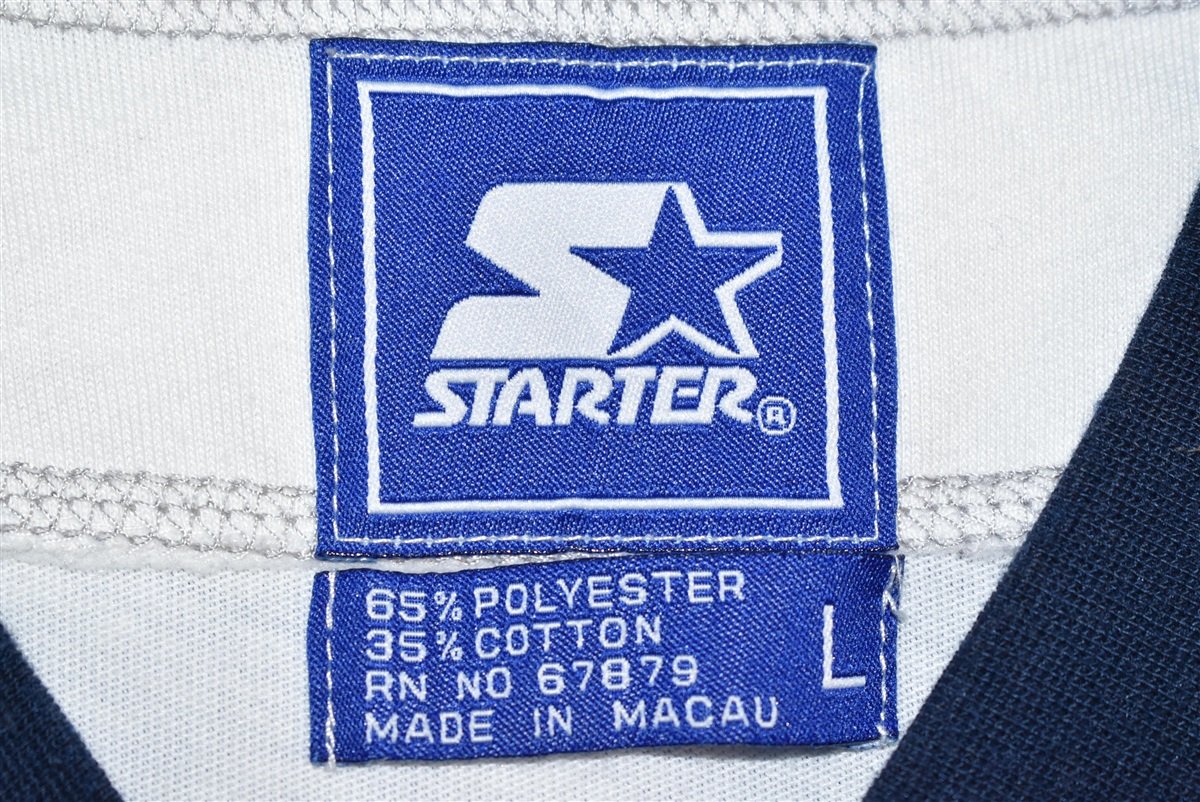 STARTER®
65% POLYESTER
35% COTTON
RN NO 67879
MADE IN MACAU
L